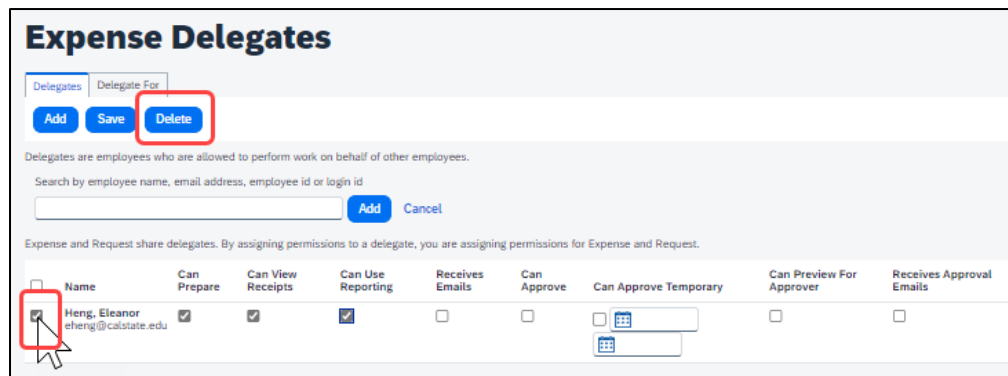 Expense Delegates
Delegates Delegate For
Add Save Delete
Delegates are employees who are allowed to perform work on behalf of other employees.
Search by employee name, email address, employee id or login id
Add Cancel
Expense and Request share delegates. By assigning permissions to a delegate, you are assigning permissions for Expense and Request.
Name Can Prepare Can View Receipts Can Use Reporting Receives Emails Can Approve Can Approve Temporary Can Preview For Approver Receives Approval Emails
Heng, Eleanor
eheng@calstate.edu